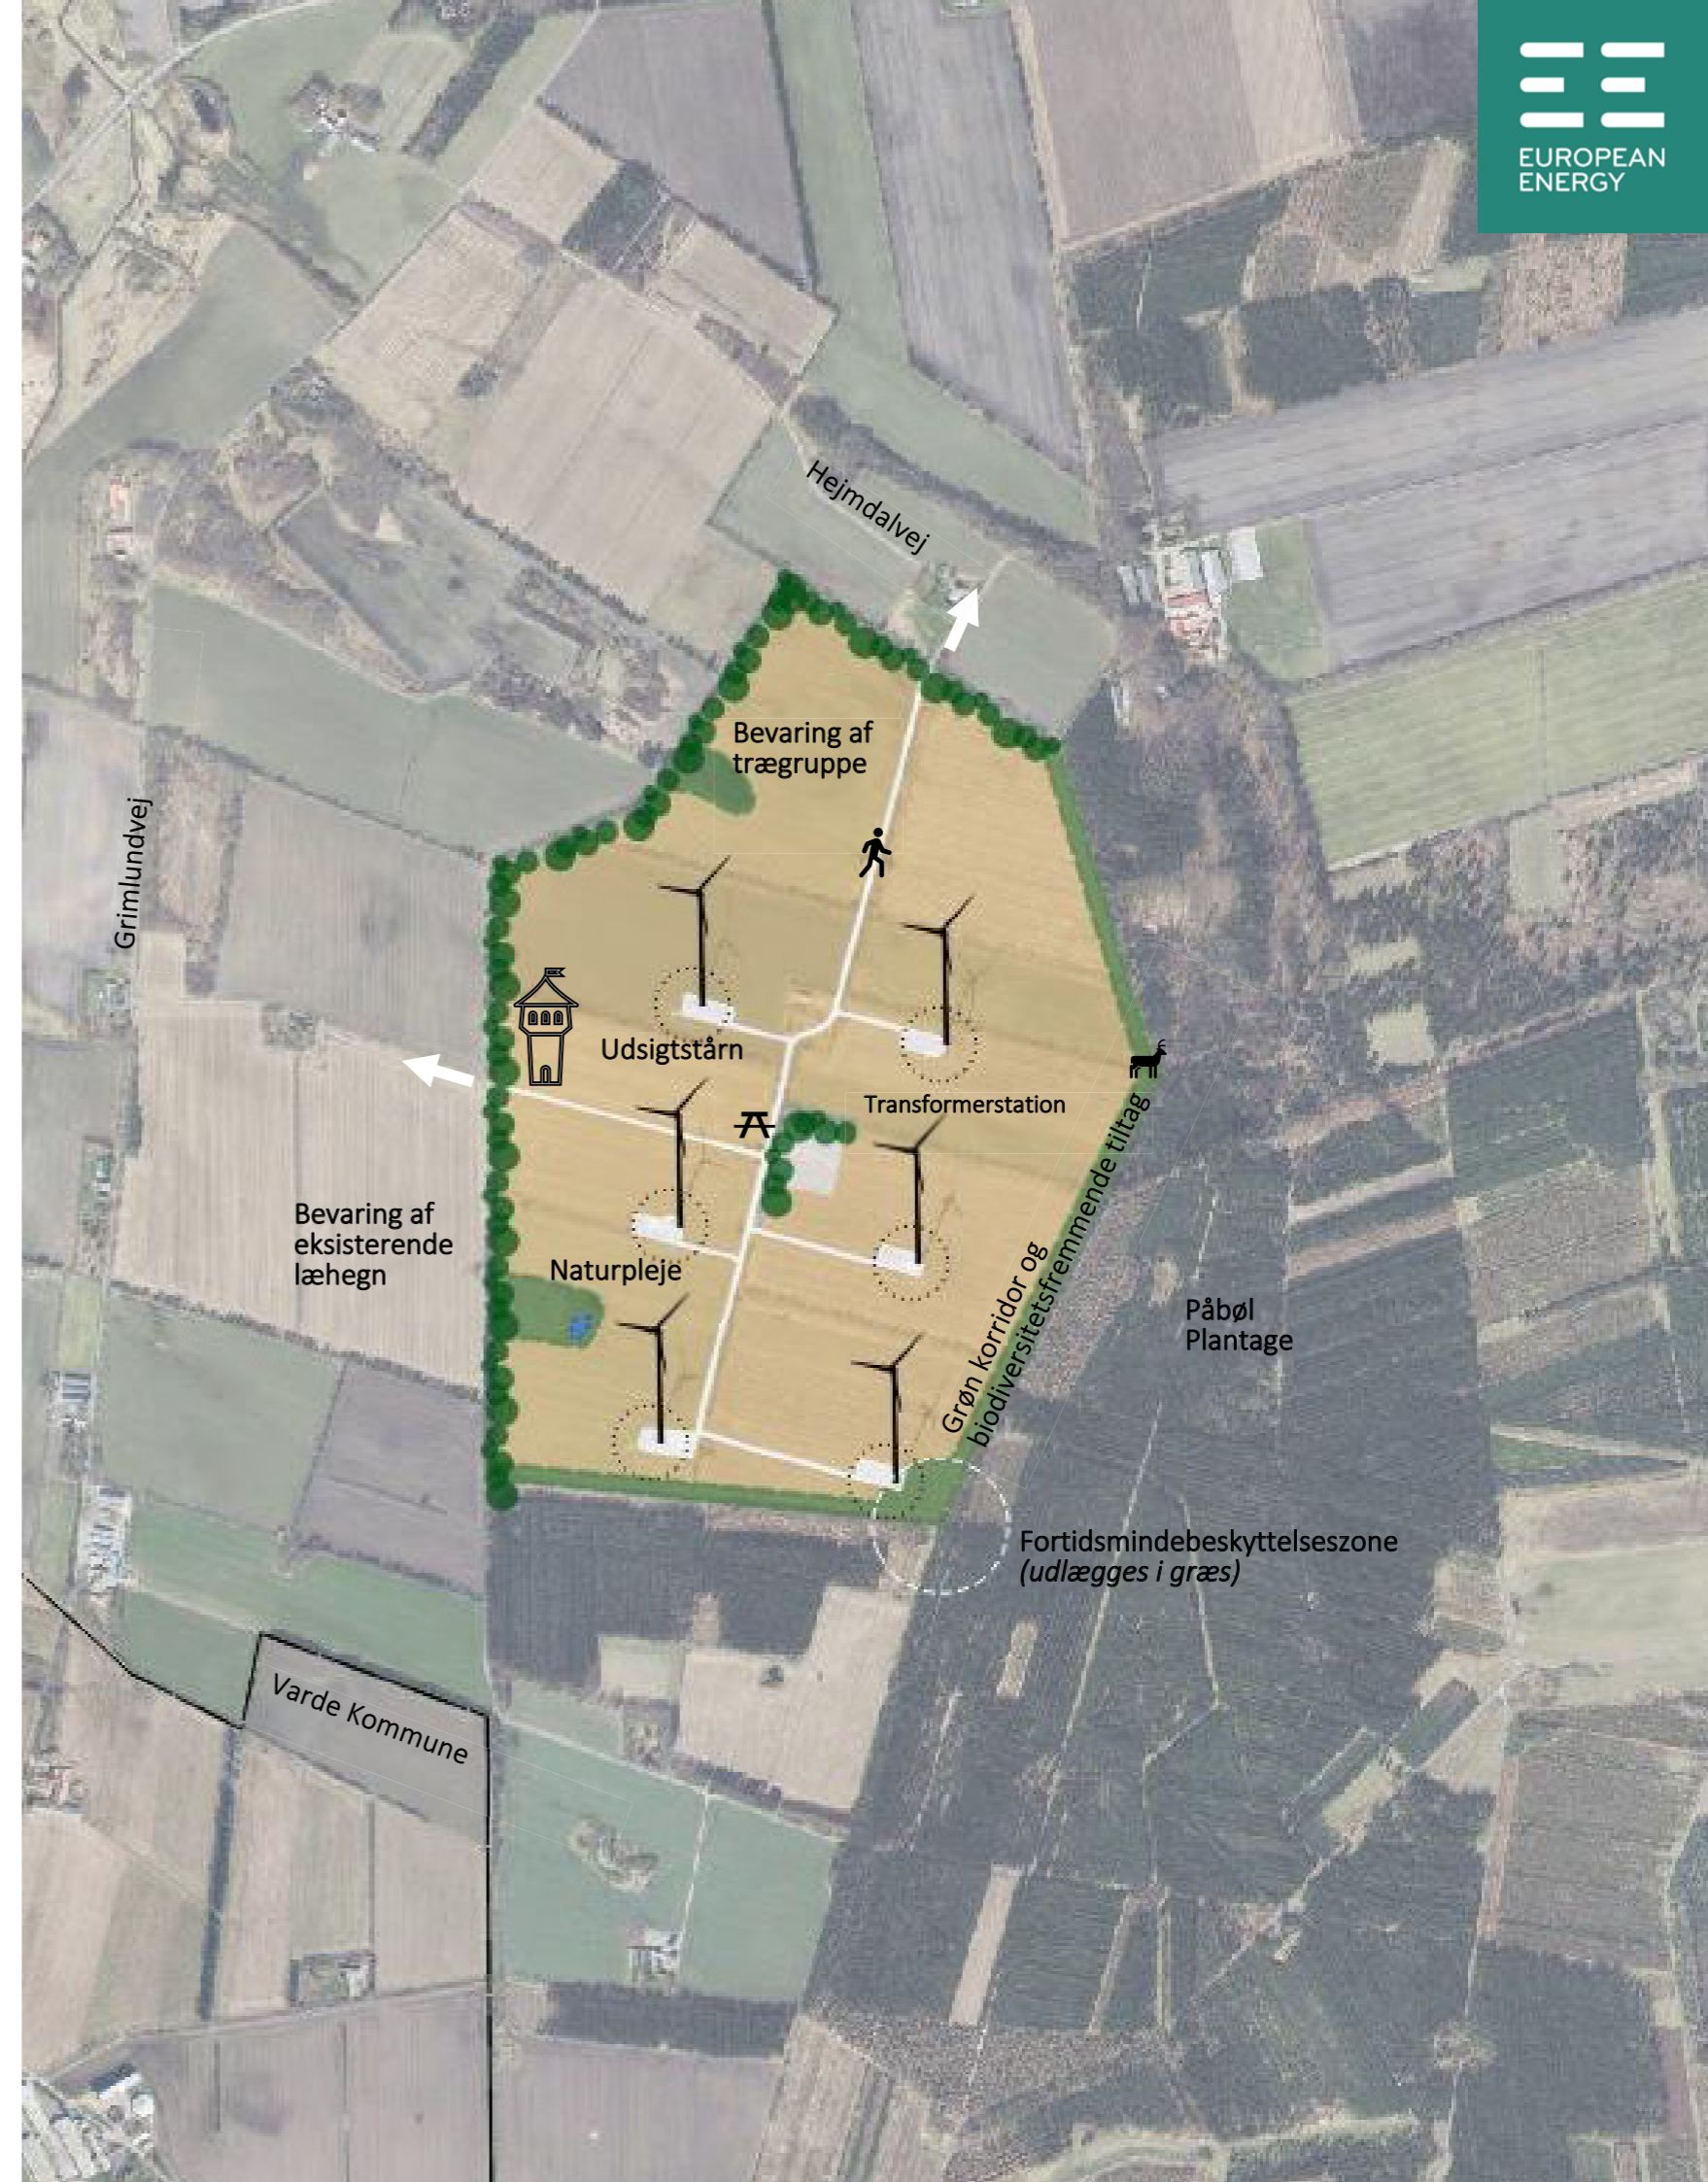 EUROPEAN
ENERGY
Hejmdalvej
Bevaring af
trægruppe
Grimlundvej
Udsigtstårn
Transformerstation
Bevaring af
eksisterende
læhegn
Naturpleje
Grøn korridor og
biodiversitetsfremmende tiltag
Påbøl
Plantage
Fortidsmindebeskyttelseszone
(udlægges i græs)
Varde Kommune